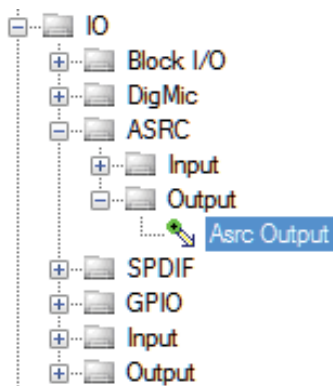 IO
Block I/O
DigMic
ASRC
Input
Output
Asrc Output
SPDIF
GPIO
Input
Output